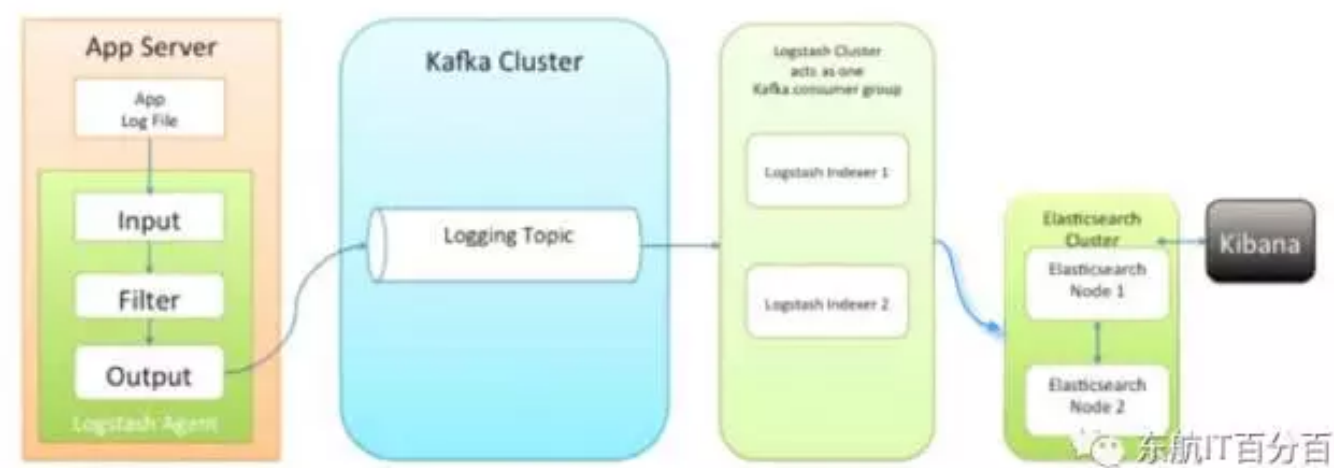 App Server
App
Log File
Input
Filter
Output
Logstash Agent
Kafka Cluster
Logging Topic
Logstash Cluster
acts as one
Kafka consumer group
Logstash Indexer 1
Logstash Indexer 2
Elasticsearch
Cluster
Elasticsearch
Node 1
Elasticsearch
Node 2
Kibana
东航IT百分百